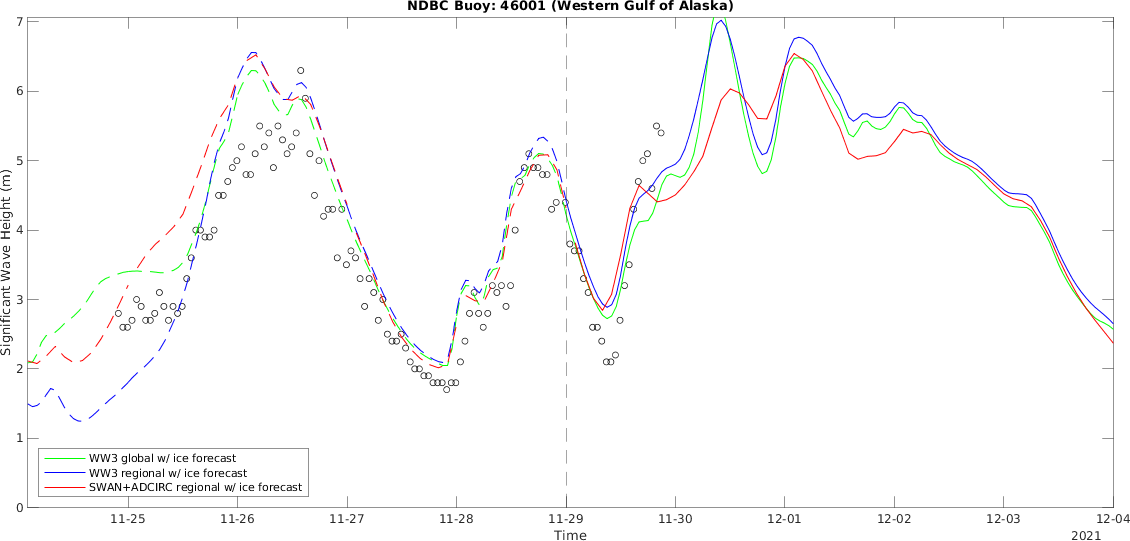 NDBC Buoy: 46001 (Western Gulf of Alaska)
Significant Wave Height (m)
7
6
5
4
3
2
1
0
WW3 global w/ ice forecast
WW3 regional w/ ice forecast
SWAN+ADCIRC regional w/ ice forecast
11-25 11-26 11-27 11-28 11-29 11-30 12-01 12-02 12-03 12-04
Time
2021